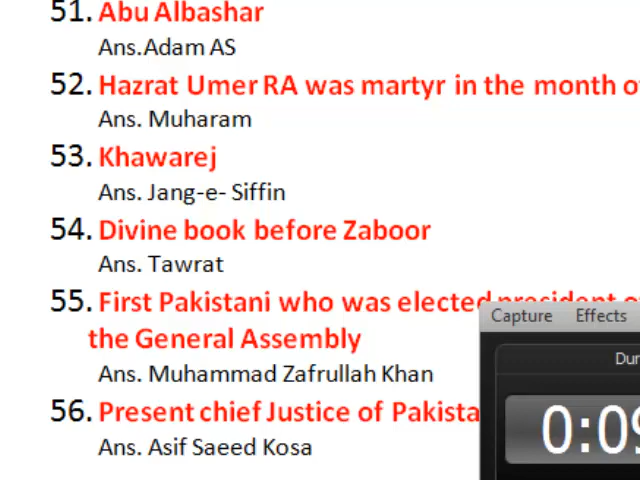 51. Abu Albashar
Ans.Adam AS
52. Hazrat Umer RA was martyr in the month
Ans. Muharam
53. Khawarej
Ans. Jang-e- Siffin
54. Divine book before Zaboor
Ans. Tawrat
55. First Pakistani who was elected president
the General Assembly
Capture Effects
Ans. Muhammad Zafrullah Khan
56. Present chief Justice of Pakista
Ans. Asif Saeed Kosa
0:09